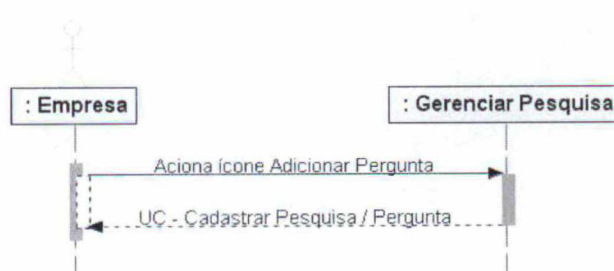 : Empresa
: Gerenciar Pesquisa
Aciona ícone Adicionar Pergunta
UC - Cadastrar Pesquisa / Pergunta